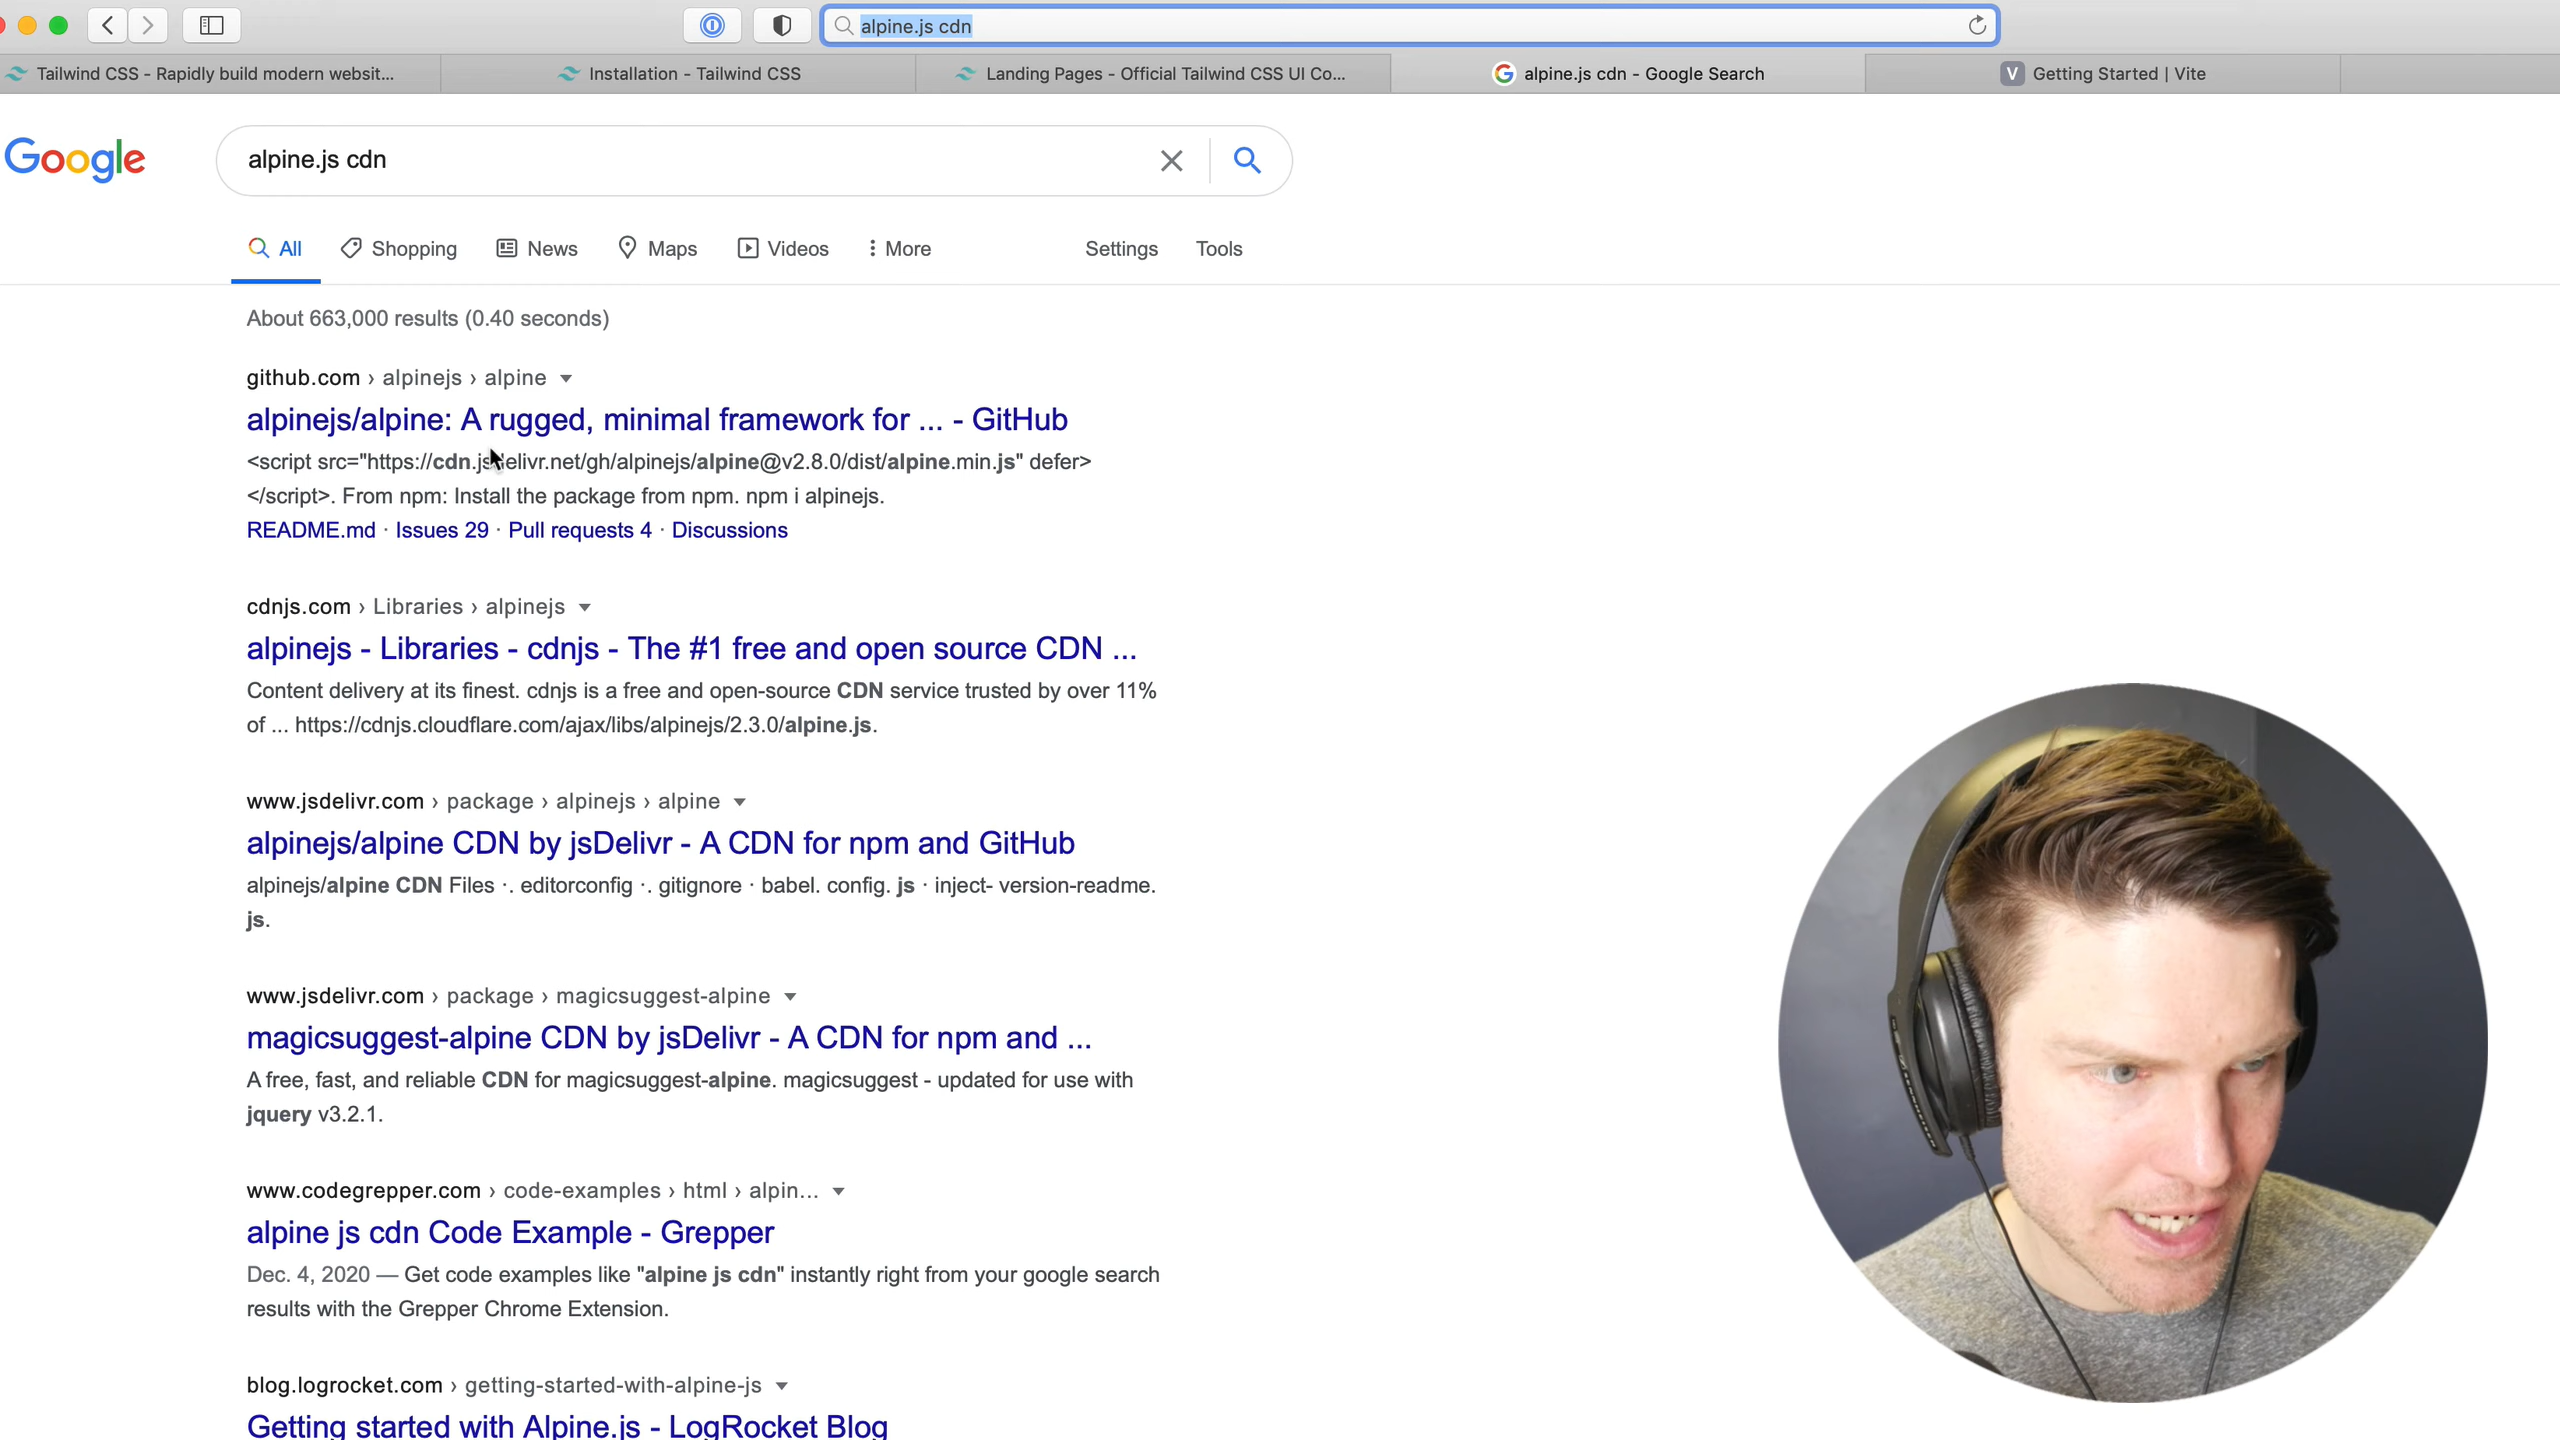 alpine.js cdn
Tailwind CSS - Rapidly build modern websit...
Installation - Tailwind CSS
Landing Pages - Official Tailwind CSS UI Co...
alpine.js cdn - Google Search
V Getting Started | Vite
Google
alpine.js cdn
All Shopping News Maps Videos More Settings Tools
About 663,000 results (0.40 seconds)
github.com › alpinejs › alpine
alpinejs/alpine: A rugged, minimal framework for ... - GitHub
<script src="https://cdn.jsdelivr.net/gh/alpinejs/alpine@v2.8.0/dist/alpine.min.js" defer>
</script>. From npm: Install the package from npm. npm i alpinejs.
README.md · Issues 29 · Pull requests 4 · Discussions
cdnjs.com › Libraries › alpinejs
alpinejs - Libraries - cdnjs - The #1 free and open source CDN ...
Content delivery at its finest. cdnjs is a free and open-source CDN service trusted by over 11%
of ... https://cdnjs.cloudflare.com/ajax/libs/alpinejs/2.3.0/alpine.js.
www.jsdelivr.com › package › alpinejs › alpine
alpinejs/alpine CDN by jsDelivr - A CDN for npm and GitHub
alpinejs/alpine CDN Files ·. editorconfig ·. gitignore · babel. config. js · inject- version-readme.
js.
www.jsdelivr.com › package › magicsuggest-alpine
magicsuggest-alpine CDN by jsDelivr - A CDN for npm and ...
A free, fast, and reliable CDN for magicsuggest-alpine. magicsuggest - updated for use with
jquery v3.2.1.
www.codegrepper.com › code-examples › html › alpin...
alpine js cdn Code Example - Grepper
Dec. 4, 2020 — Get code examples like "alpine js cdn" instantly right from your google search
results with the Grepper Chrome Extension.
blog.logrocket.com › getting-started-with-alpine-js
Getting started with Alpine.js - LogRocket Blog